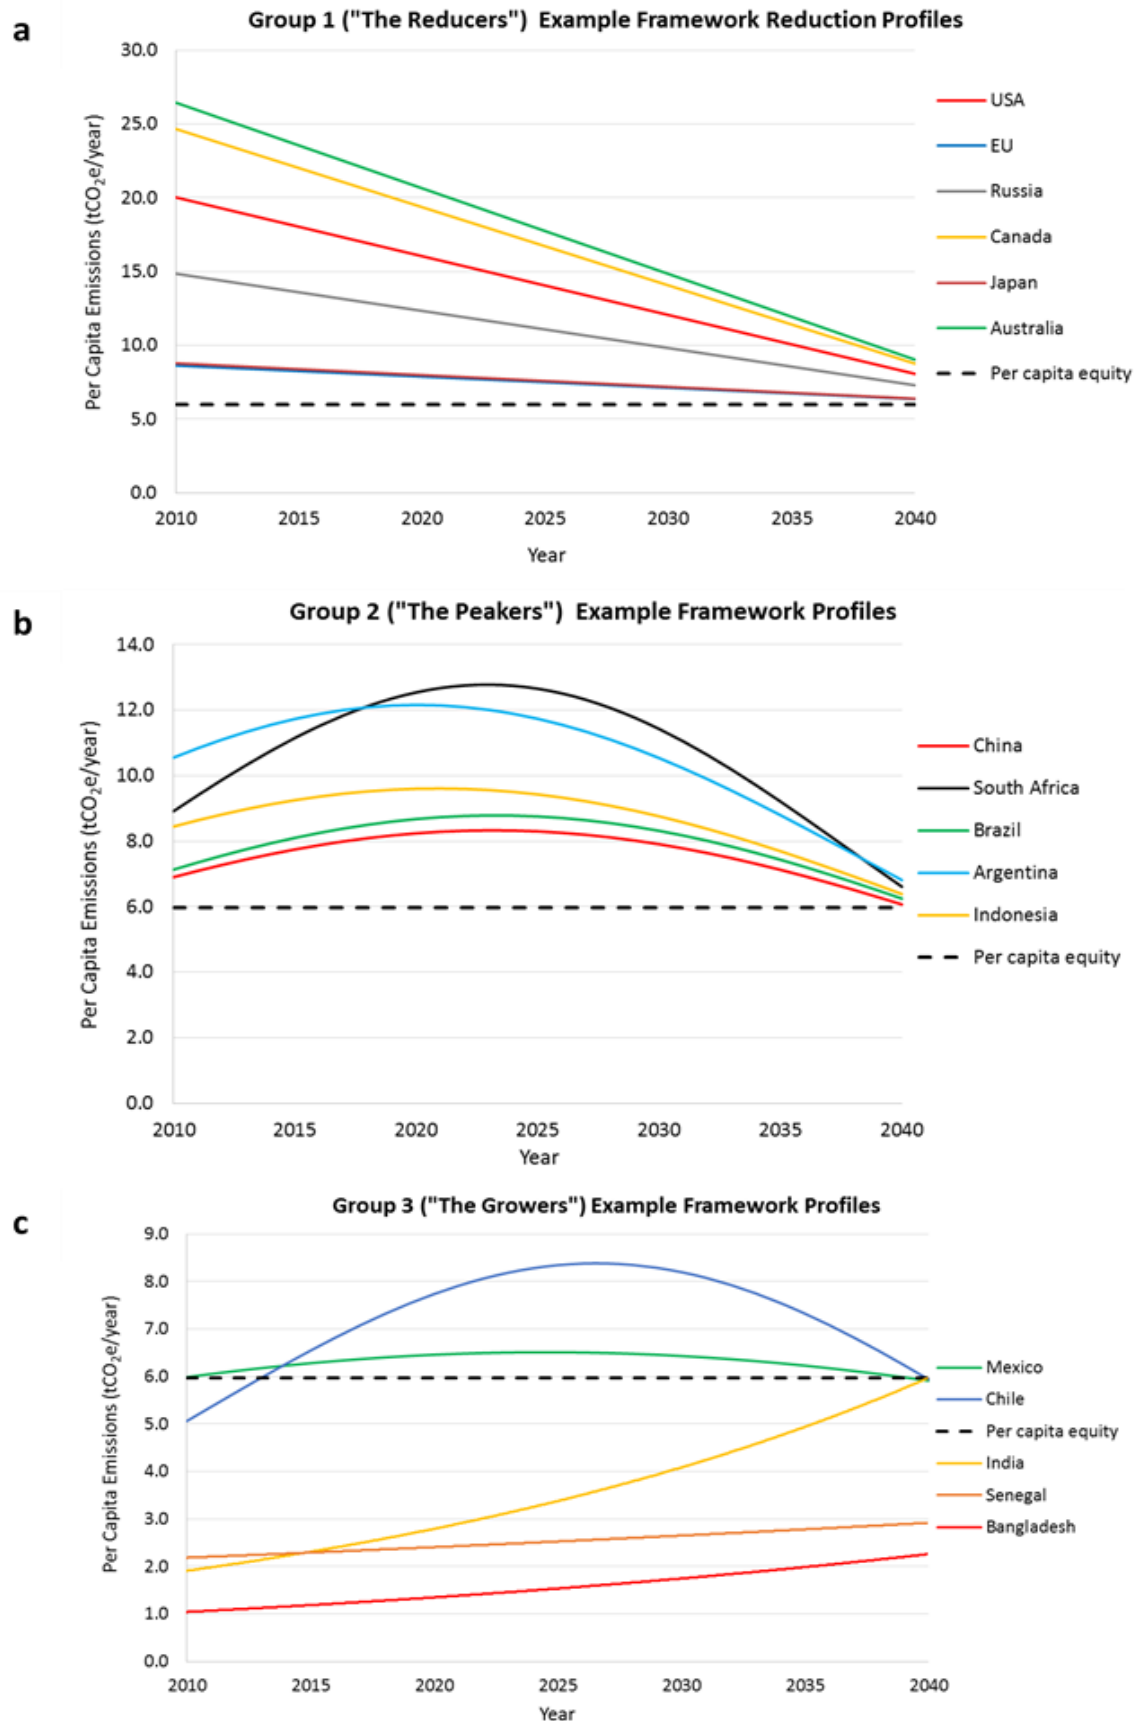 a
Group 1 ("The Reducers")  Example Framework Reduction Profiles
30.0
25.0
20.0
15.0
10.0
5.0
0.0
Per Capita Emissions (tCO₂e/year)
2010 2015 2020 2025 2030 2035 2040
Year
USA
EU
Russia
Canada
Japan
Australia
Per capita equity
b
Group 2 ("The Peakers")  Example Framework Profiles
14.0
12.0
10.0
8.0
6.0
4.0
2.0
0.0
Per Capita Emissions (tCO₂e/year)
2010 2015 2020 2025 2030 2035 2040
Year
China
South Africa
Brazil
Argentina
Indonesia
Per capita equity
c
Group 3 ("The Growers") Example Framework Profiles
9.0
8.0
7.0
6.0
5.0
4.0
3.0
2.0
1.0
0.0
Per Capita Emissions (tCO₂e/year)
2010 2015 2020 2025 2030 2035 2040
Year
Mexico
Chile
Per capita equity
India
Senegal
Bangladesh